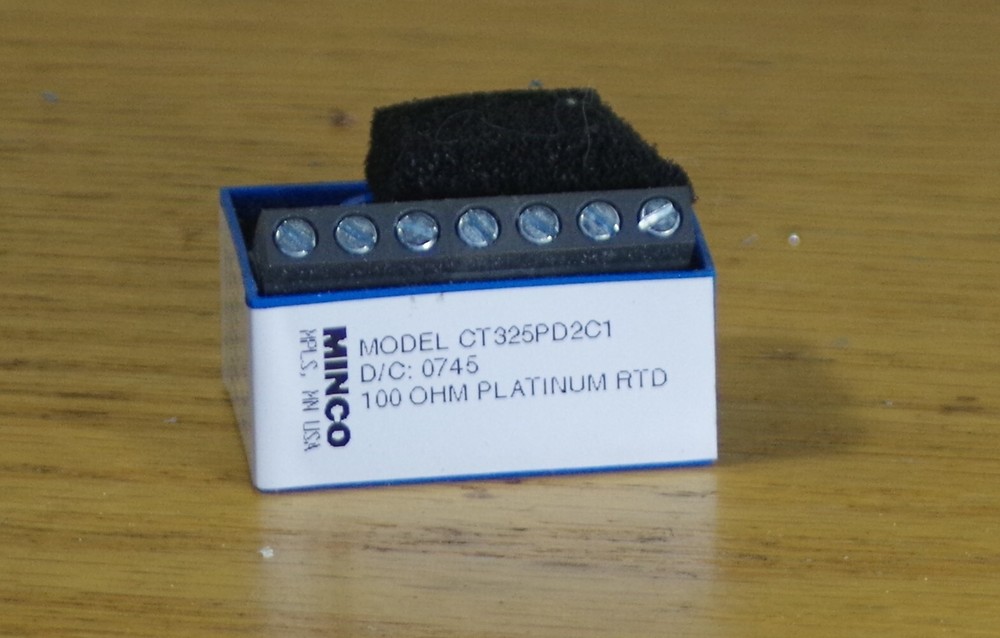 MINCO
MPLS, MN USA
MODEL CT325PD2C1
D/C: 0745
100 OHM PLATINUM RTD